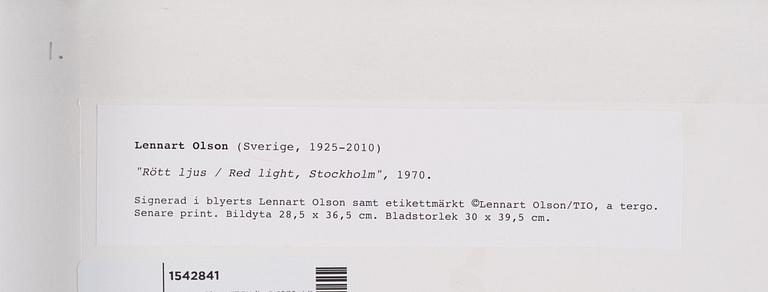 1.
Lennart Olson (Sverige, 1925-2010)
"Rött ljus / Red light, Stockholm", 1970.
Signerad i blyerts Lennart Olson samt etikettmärkt ©Lennart Olson/TIO, a tergo.
Senare print. Bildyta 28,5 x 36,5 cm. Bladstorlek 30 x 39,5 cm.
1542841